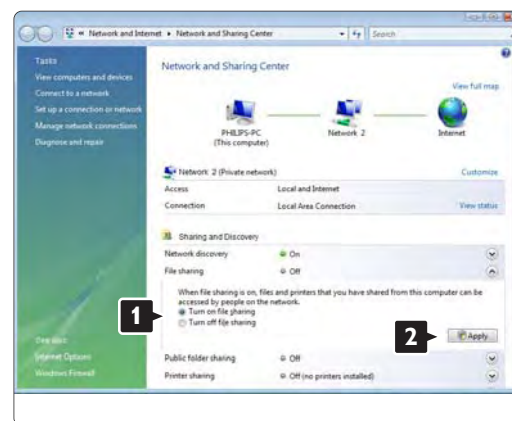 Network and Internet
Network and Sharing Center
Search
Tasks
View computers and devices
Connect to a network
Set up a connection or network
Manage network connections
Diagnose and repair
See also
Internet Options
Windows Firewall
Network and Sharing Center
View full map
PHILIPS-PC
(This computer)
Network 2
Internet
Network 2 (Private network)
Customize
Access
Local and Internet
Connection
Local Area Connection
View status
Sharing and Discovery
Network discovery
On
File sharing
Off
When file sharing is on, files and printers that you have shared from this computer can be
accessed by people on the network.
1
Turn on file sharing
Turn off file sharing
2
Apply
Public folder sharing
Off
Printer sharing
Off (no printers installed)